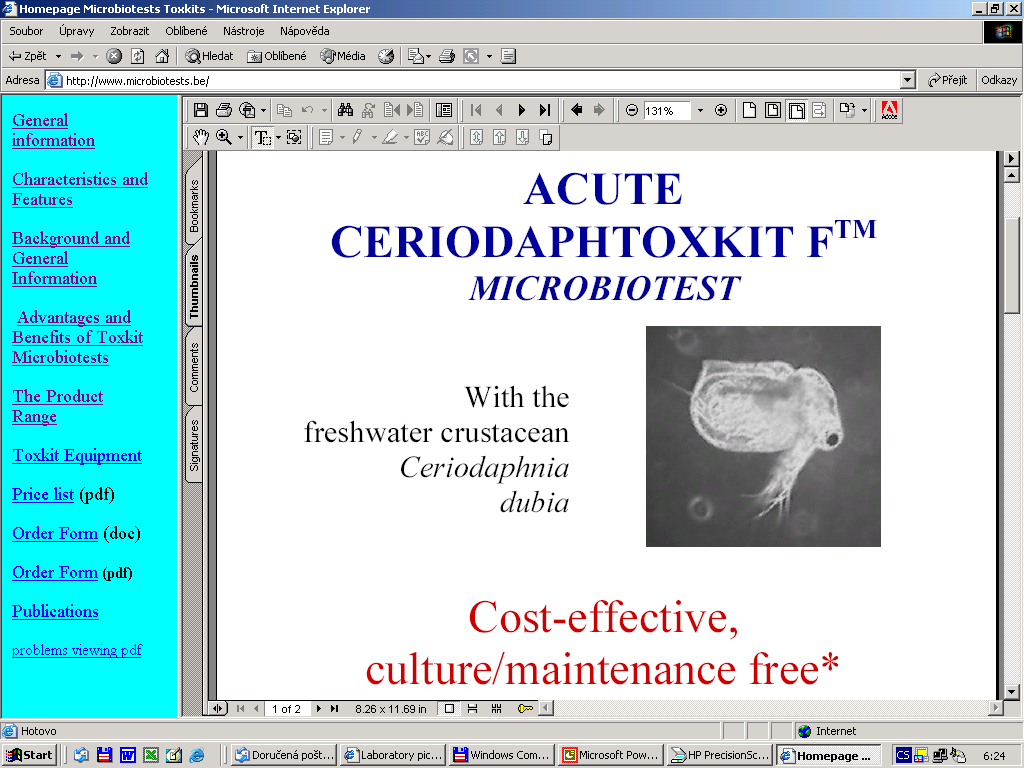 Homepage Microbiotests Toxkits - Microsoft Internet Explorer
Soubor Úpravy Zobrazit Oblíbené Nástroje Nápověda
Zpět Hledat Oblíbené Média
Adresa http://www.microbiotests.be/ Přejít Odkazy
131%
Adobe
General
information
Characteristics and
Features
Background and
General
Information
Advantages and
Benefits of Toxkit
Microbiotests
The Product
Range
Toxkit Equipment
Price list (pdf)
Order Form (doc)
Order Form (pdf)
Publications
problems viewing pdf
Bookmarks
Thumbnails
Comments
Signatures
ACUTE
CERIODAPHTOXKIT F™
MICROBIOTEST
With the
freshwater crustacean
Ceriodaphnia
dubia
Cost-effective,
culture/maintenance free*
1 of 2 8.26 x 11.69 in
Hotovo Internet
Start Doručená pošt... Laboratory pic... Windows Com... Microsoft Pow... HP PrecisionSc... Homepage ... CS 6:24